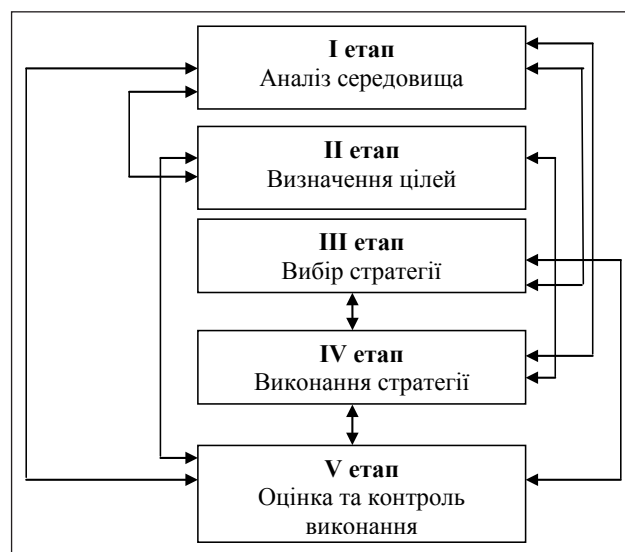 I етап
Аналіз середовища
II етап
Визначення цілей
III етап
Вибір стратегії
IV етап
Виконання стратегії
V етап
Оцінка та контроль
виконання